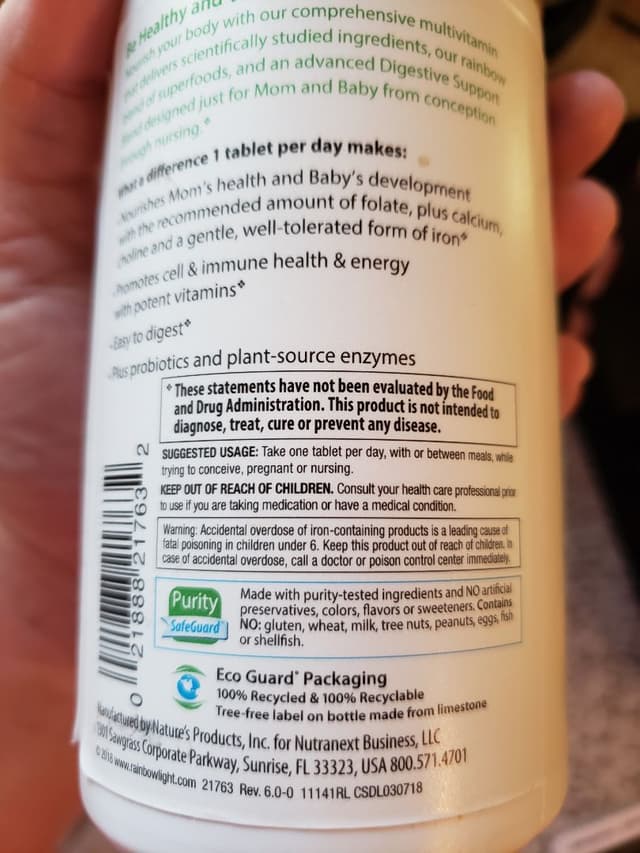 Be Healthy and
Nourish your body with our comprehensive multivitamin
that delivers scientifically studied ingredients, our rainbow
blend of superfoods, and an advanced Digestive Support
blend designed just for Mom and Baby from conception
through nursing.*
What a difference 1 tablet per day makes:
-Nourishes Mom's health and Baby's development
with the recommended amount of folate, plus calcium,
choline and a gentle, well-tolerated form of iron❖
-Promotes cell & immune health & energy
with potent vitamins❖
-Easy to digest❖
-Plus probiotics and plant-source enzymes
❖ These statements have not been evaluated by the Food
and Drug Administration. This product is not intended to
diagnose, treat, cure or prevent any disease.
SUGGESTED USAGE: Take one tablet per day, with or between meals, while
trying to conceive, pregnant or nursing.
KEEP OUT OF REACH OF CHILDREN. Consult your health care professional prior
to use if you are taking medication or have a medical condition.
Warning: Accidental overdose of iron-containing products is a leading cause of
fatal poisoning in children under 6. Keep this product out of reach of children. In
case of accidental overdose, call a doctor or poison control center immediately.
Purity
SafeGuard
Made with purity-tested ingredients and NO artificial
preservatives, colors, flavors or sweeteners. Contains
NO: gluten, wheat, milk, tree nuts, peanuts, eggs, fish
or shellfish.
Eco Guard® Packaging
100% Recycled & 100% Recyclable
Tree-free label on bottle made from limestone
0 21888 21763 2
Manufactured by Nature's Products, Inc. for Nutranext Business, LLC
1301 Sawgrass Corporate Parkway, Sunrise, FL 33323, USA 800.571.4701
© 2018 www.rainbowlight.com 21763 Rev. 6.0-0 11141RL CSDL030718